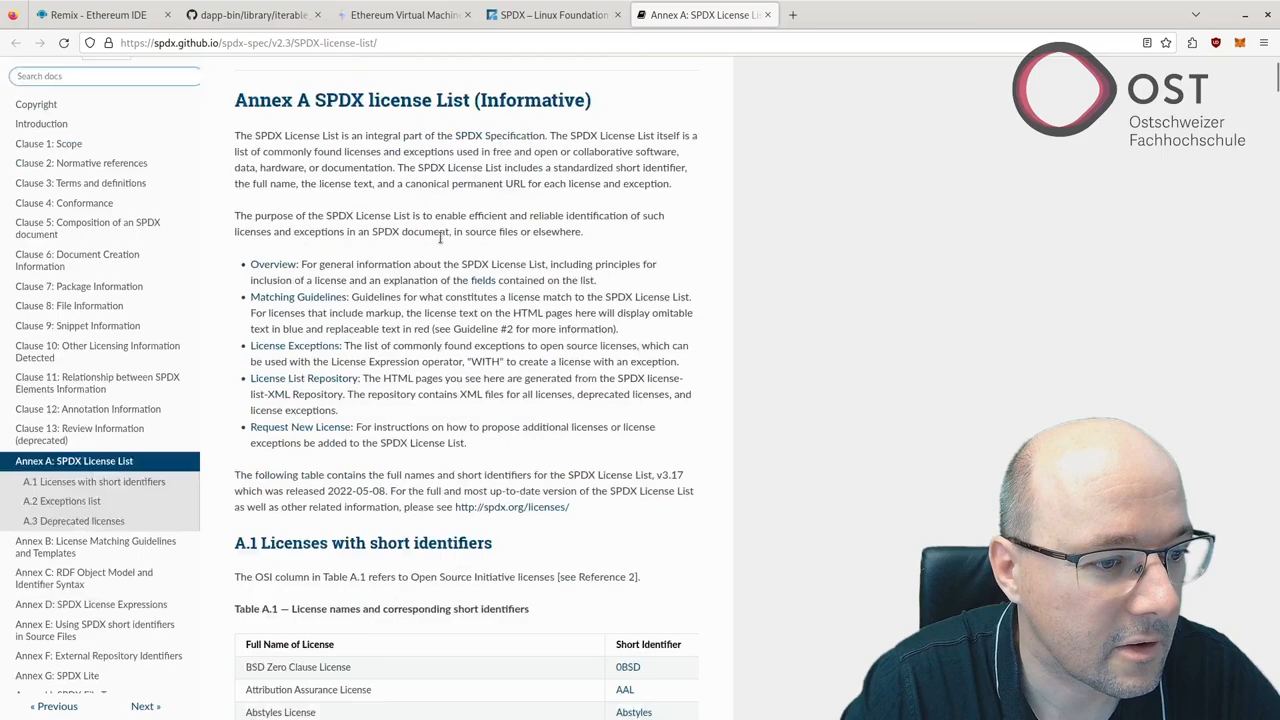 Remix - Ethereum IDE
dapp-bin/library/iterable_
Ethereum Virtual Machin
SPDX – Linux Foundation
Annex A: SPDX License Li
https://spdx.github.io/spdx-spec/v2.3/SPDX-license-list/
Search docs
Copyright
Introduction
Clause 1: Scope
Clause 2: Normative references
Clause 3: Terms and definitions
Clause 4: Conformance
Clause 5: Composition of an SPDX
document
Clause 6: Document Creation
Information
Clause 7: Package Information
Clause 8: File Information
Clause 9: Snippet Information
Clause 10: Other Licensing Information
Detected
Clause 11: Relationship between SPDX
Elements Information
Clause 12: Annotation Information
Clause 13: Review Information
(deprecated)
Annex A: SPDX License List
A.1 Licenses with short identifiers
A.2 Exceptions list
A.3 Deprecated licenses
Annex B: License Matching Guidelines
and Templates
Annex C: RDF Object Model and
Identifier Syntax
Annex D: SPDX License Expressions
Annex E: Using SPDX short identifiers
in Source Files
Annex F: External Repository Identifiers
Annex G: SPDX Lite
« Previous
Next »
Annex A SPDX license List (Informative)
The SPDX License List is an integral part of the SPDX Specification. The SPDX License List itself is a
list of commonly found licenses and exceptions used in free and open or collaborative software,
data, hardware, or documentation. The SPDX License List includes a standardized short identifier,
the full name, the license text, and a canonical permanent URL for each license and exception.
The purpose of the SPDX License List is to enable efficient and reliable identification of such
licenses and exceptions in an SPDX document, in source files or elsewhere.
• Overview: For general information about the SPDX License List, including principles for
inclusion of a license and an explanation of the fields contained on the list.
• Matching Guidelines: Guidelines for what constitutes a license match to the SPDX License List.
For licenses that include markup, the license text on the HTML pages here will display omitable
text in blue and replaceable text in red (see Guideline #2 for more information).
• License Exceptions: The list of commonly found exceptions to open source licenses, which can
be used with the License Expression operator, "WITH" to create a license with an exception.
• License List Repository: The HTML pages you see here are generated from the SPDX license-
list-XML Repository. The repository contains XML files for all licenses, deprecated licenses, and
license exceptions.
• Request New License: For instructions on how to propose additional licenses or license
exceptions be added to the SPDX License List.
The following table contains the full names and short identifiers for the SPDX License List, v3.17
which was released 2022-05-08. For the full and most up-to-date version of the SPDX License List
as well as other related information, please see http://spdx.org/licenses/
A.1 Licenses with short identifiers
The OSI column in Table A.1 refers to Open Source Initiative licenses [see Reference 2].
Table A.1 — License names and corresponding short identifiers
Full Name of License Short Identifier
BSD Zero Clause License 0BSD
Attribution Assurance License AAL
Abstyles License Abstyles
OST
Ostschweizer
Fachhochschule